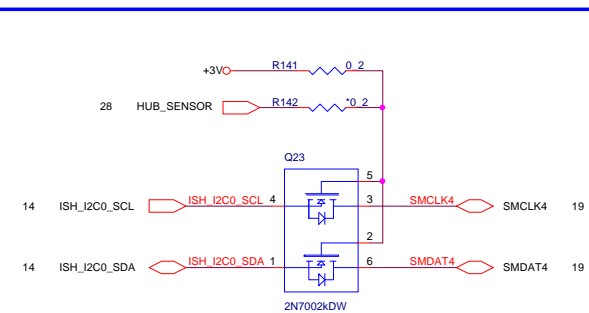 +3V R141 0_2
28 HUB_SENSOR R142 *0_2
Q23
5
14 ISH_I2C0_SCL ISH_I2C0_SCL 4 3 SMCLK4 SMCLK4 19
2
14 ISH_I2C0_SDA ISH_I2C0_SDA 1 6 SMDAT4 SMDAT4 19
2N7002kDW